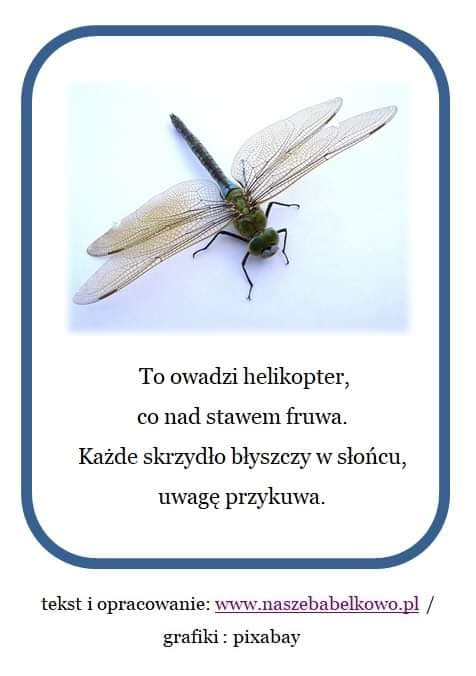 To owadzi helikopter,
co nad stawem fruwa.
Każde skrzydło błyszczy w słońcu,
uwagę przykuwa.
tekst i opracowanie: www.naszebabelkowo.pl /
grafiki : pixabay